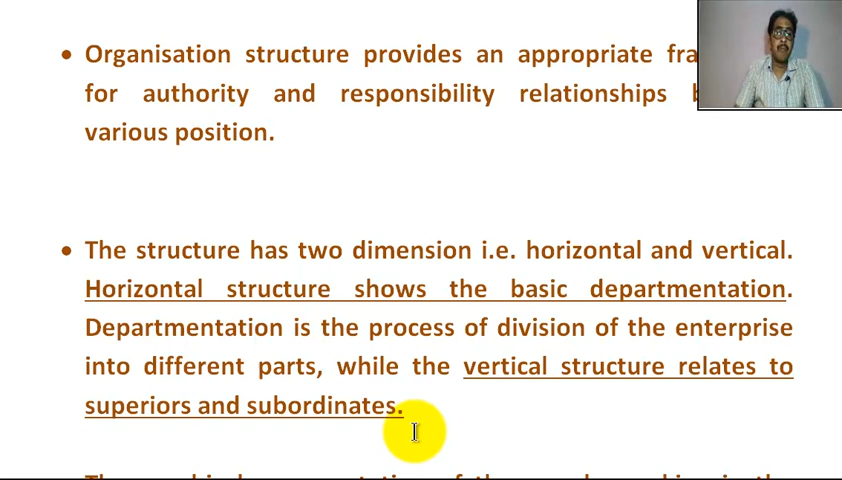 • Organisation structure provides an appropriate
for authority and responsibility relationships
various position.
• The structure has two dimension i.e. horizontal and vertical.
Horizontal structure shows the basic departmentation.
Departmentation is the process of division of the enterprise
into different parts, while the vertical structure relates to
superiors and subordinates.